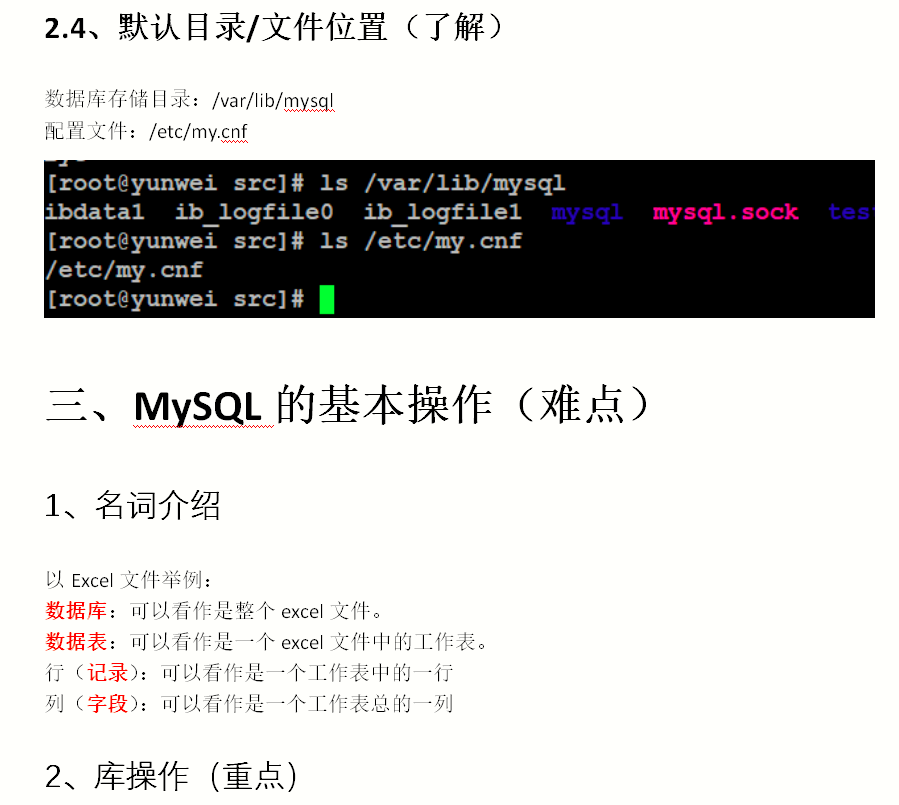 2.4、默认目录/文件位置（了解）
数据库存储目录：/var/lib/mysql
配置文件：/etc/my.cnf
[root@yunwei src]# ls /var/lib/mysql
ibdata1 ib_logfile0 ib_logfile1 mysql mysql.sock
[root@yunwei src]# ls /etc/my.cnf
/etc/my.cnf
[root@yunwei src]#
三、MySQL 的基本操作（难点）
1、名词介绍
以 Excel 文件举例：
数据库：可以看作是整个 excel 文件。
数据表：可以看作是一个 excel 文件中的工作表。
行（记录）：可以看作是一个工作表中的一行
列（字段）：可以看作是一个工作表总的一列
2、库操作（重点）